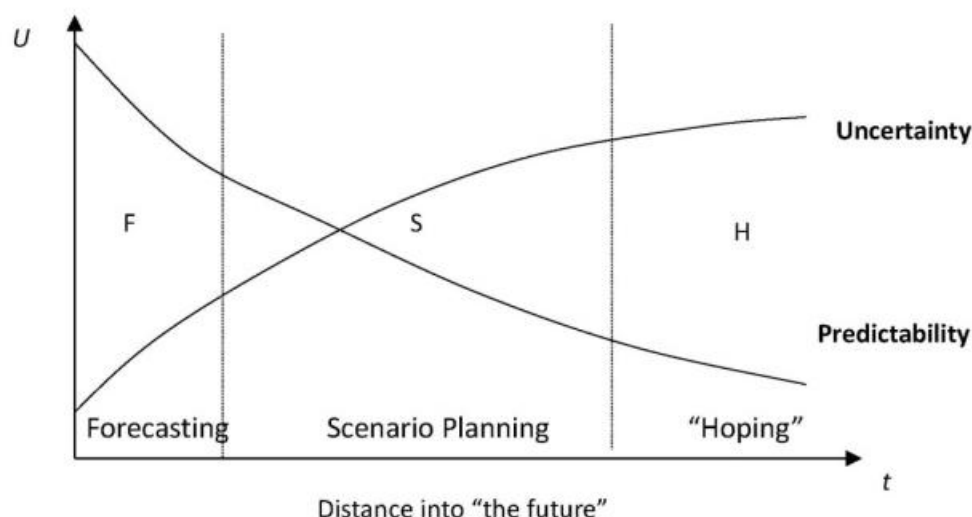 U
Uncertainty
F
S
H
Predictability
Forecasting
Scenario Planning
“Hoping”
t
Distance into “the future”